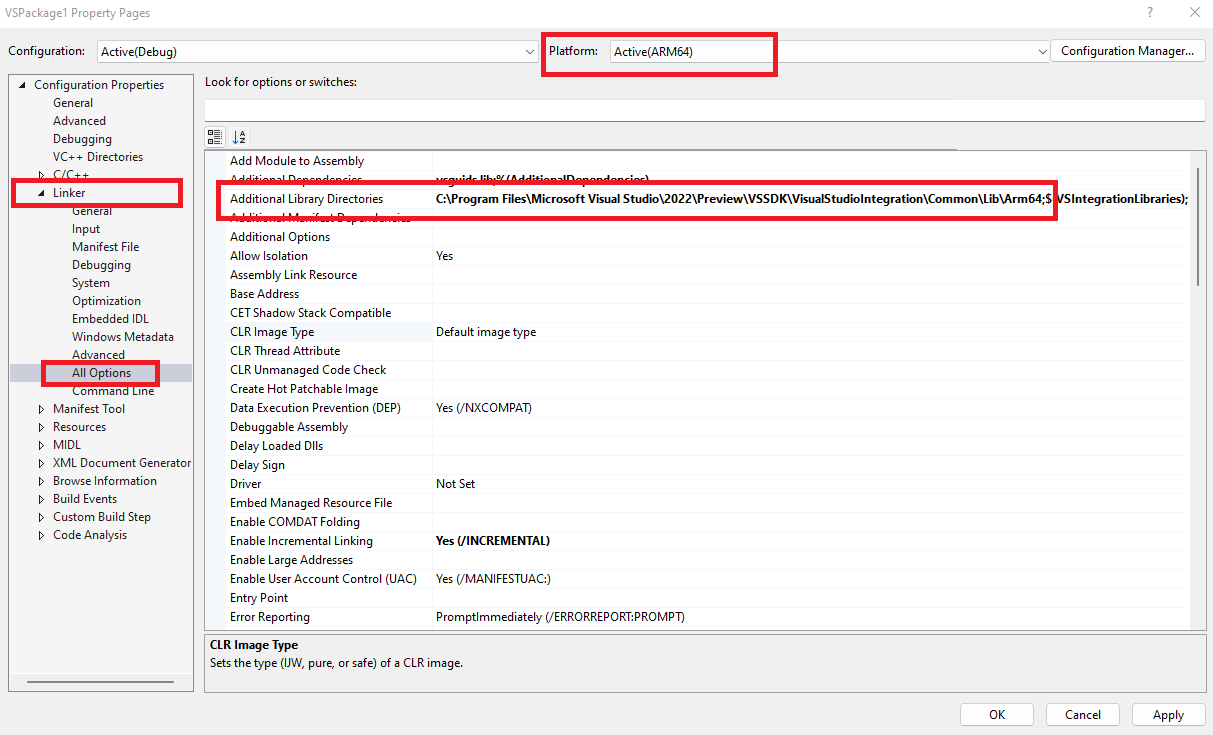 VSPackage1 Property Pages
?
Configuration: Active(Debug) Platform: Active(ARM64) Configuration Manager...
Look for options or switches:
Configuration Properties
General
Advanced
Debugging
VC++ Directories
C/C++
Linker
General
Input
Manifest File
Debugging
System
Optimization
Embedded IDL
Windows Metadata
Advanced
All Options
Command Line
Manifest Tool
Resources
MIDL
XML Document Generator
Browse Information
Build Events
Custom Build Step
Code Analysis
Add Module to Assembly
Additional Dependencies vsguids.lib;%(AdditionalDependencies)
Additional Library Directories C:\Program Files\Microsoft Visual Studio\2022\Preview\VSSDK\VisualStudioIntegration\Common\Lib\Arm64;$(VSIntegrationLibraries);
Additional Manifest Dependencies
Additional Options
Allow Isolation Yes
Assembly Link Resource
Base Address
CET Shadow Stack Compatible
CLR Image Type Default image type
CLR Thread Attribute
CLR Unmanaged Code Check
Create Hot Patchable Image
Data Execution Prevention (DEP) Yes (/NXCOMPAT)
Debuggable Assembly
Delay Loaded Dlls
Delay Sign
Driver Not Set
Embed Managed Resource File
Enable COMDAT Folding
Enable Incremental Linking Yes (/INCREMENTAL)
Enable Large Addresses
Enable User Account Control (UAC) Yes (/MANIFESTUAC:)
Entry Point
Error Reporting PromptImmediately (/ERRORREPORT:PROMPT)
CLR Image Type
Sets the type (IJW, pure, or safe) of a CLR image.
OK Cancel Apply